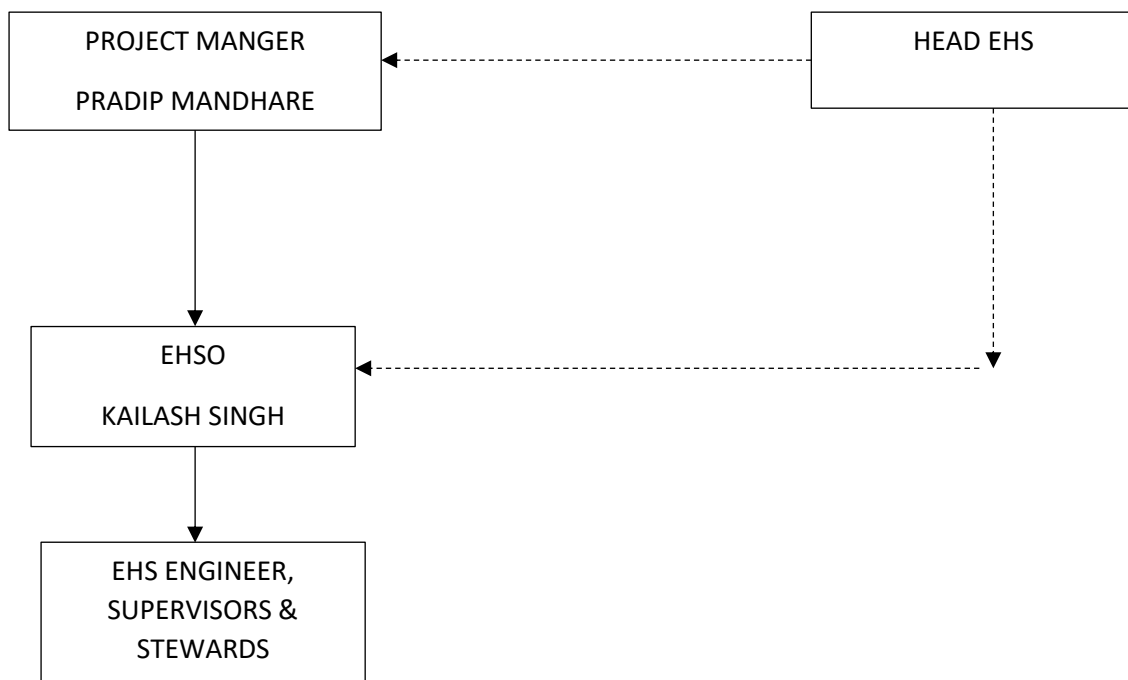 PROJECT MANGER
PRADIP MANDHARE
HEAD EHS
EHSO
KAILASH SINGH
EHS ENGINEER,
SUPERVISORS &
STEWARDS